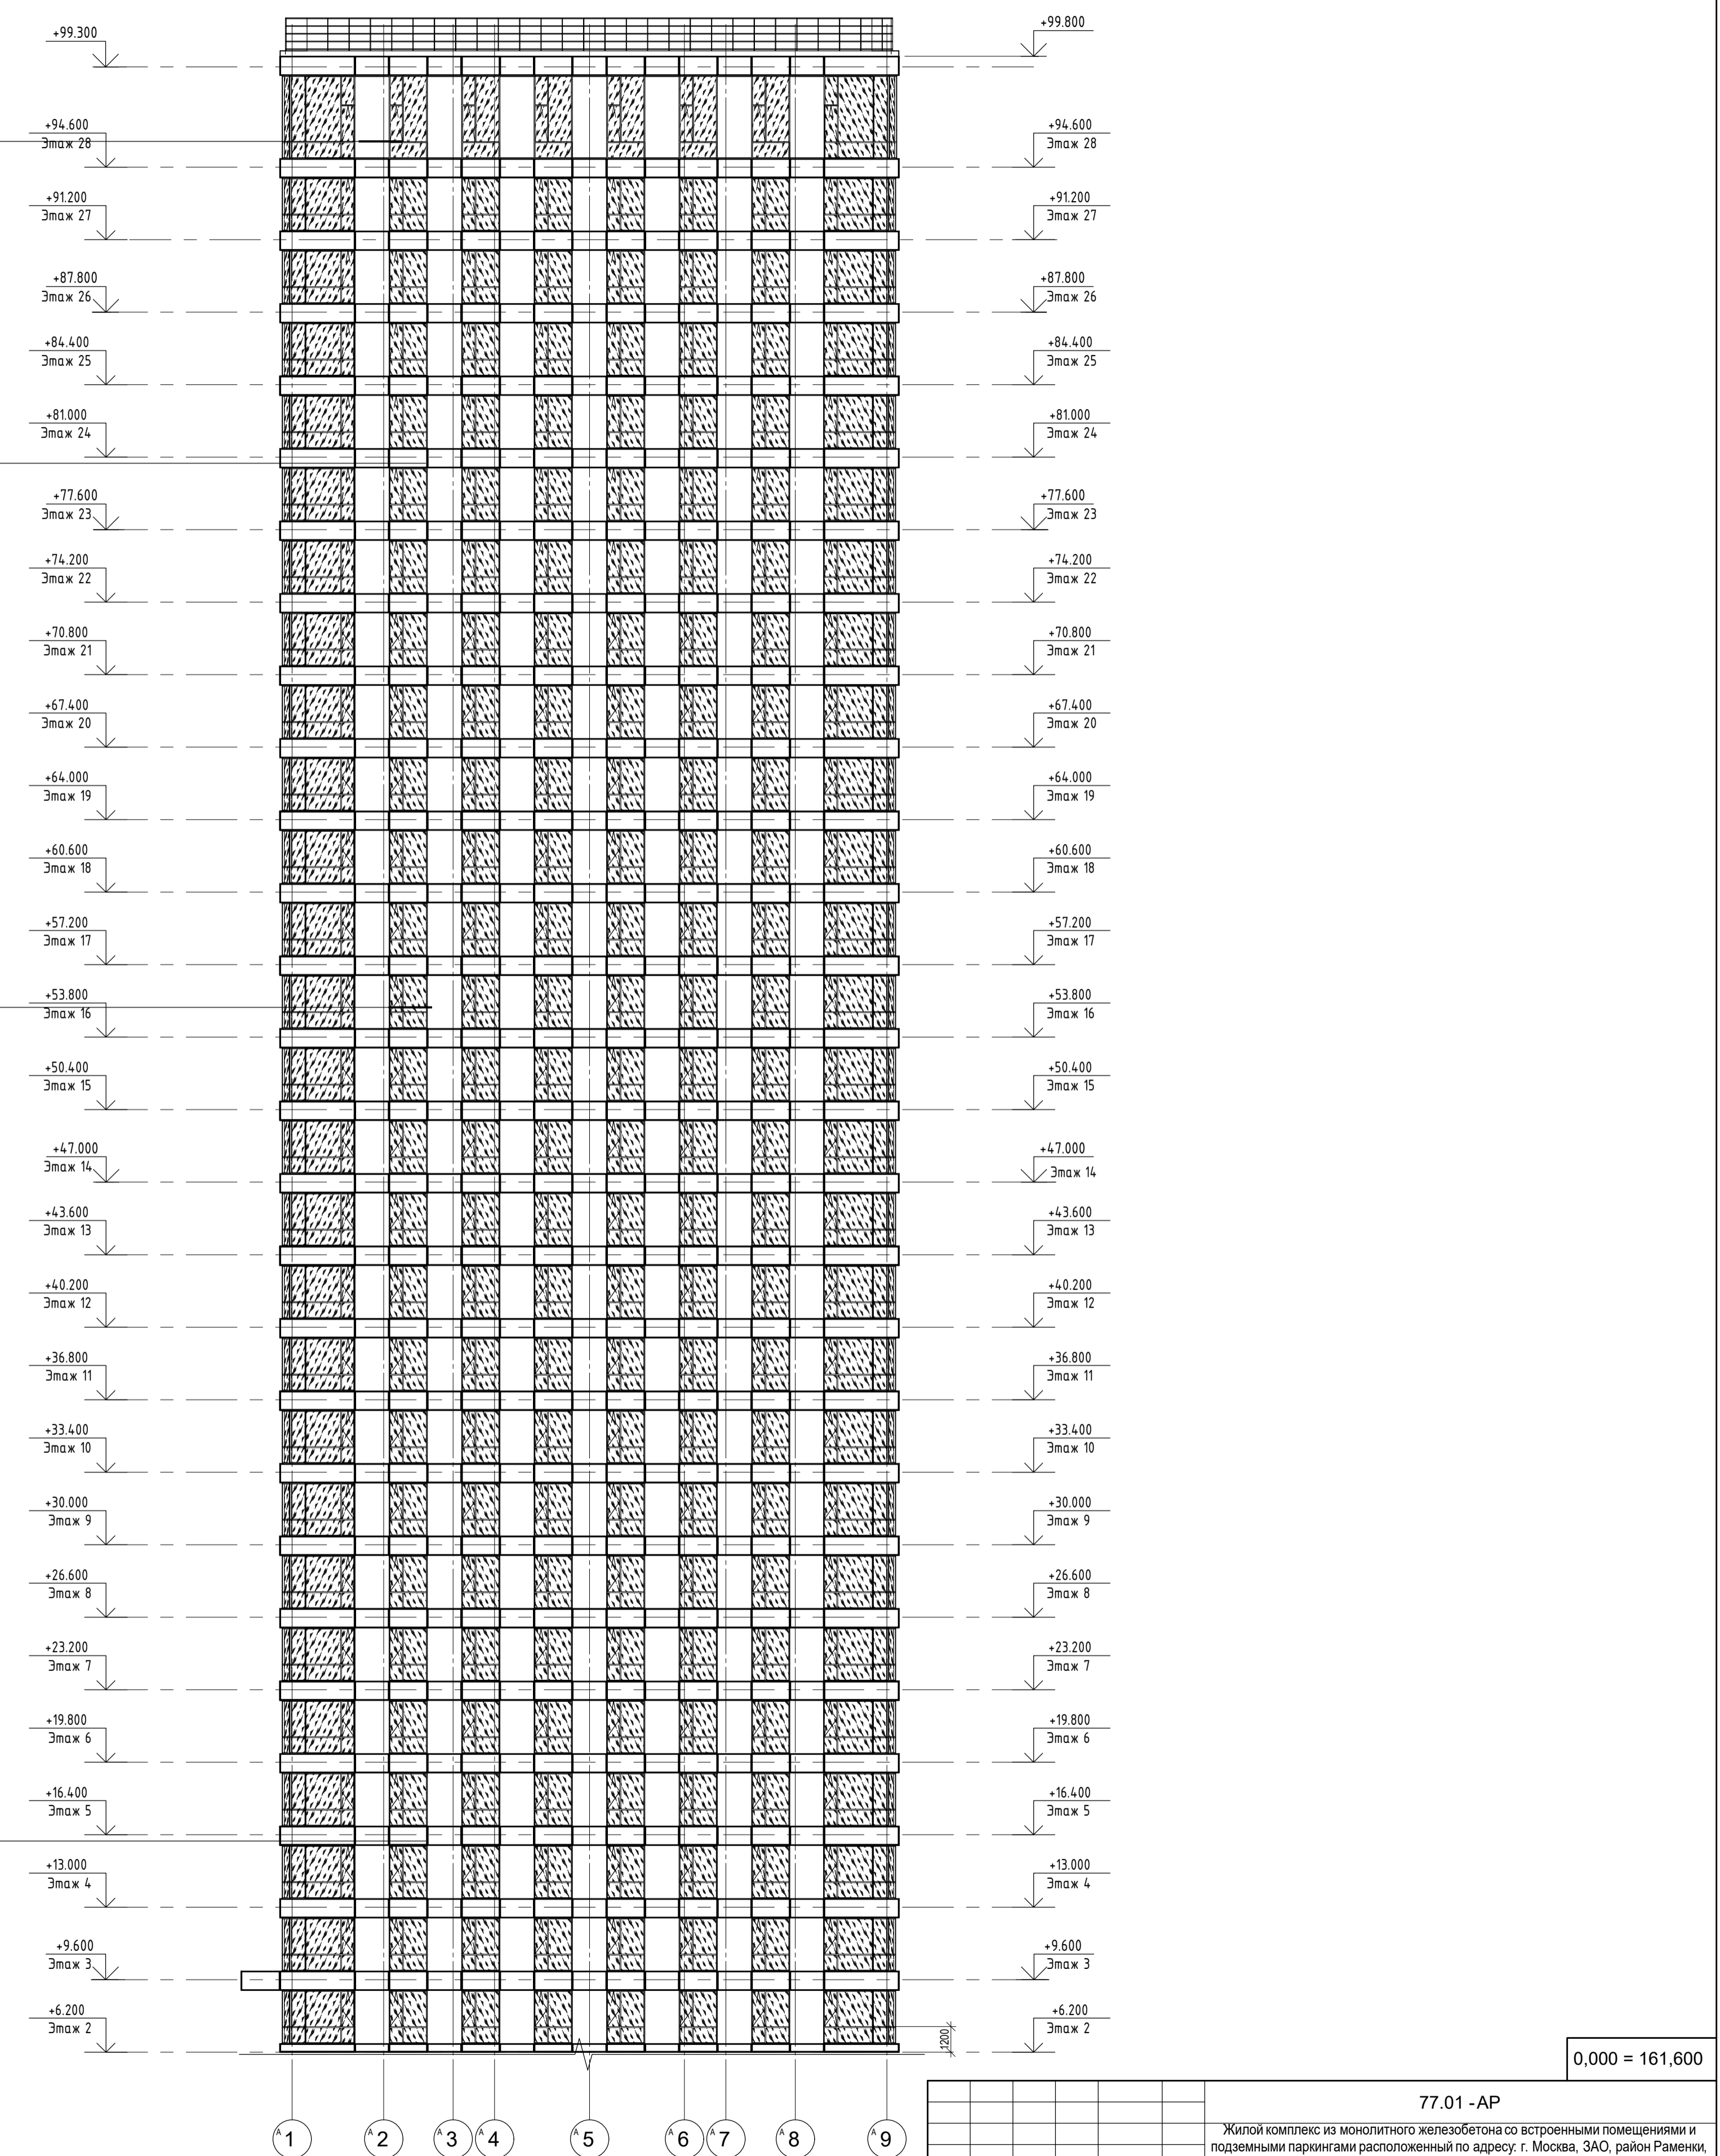 +99.300
+99.800
+94.600
Этаж 28
+94.600
Этаж 28
+91.200
Этаж 27
+91.200
Этаж 27
+87.800
Этаж 26
+87.800
Этаж 26
+84.400
Этаж 25
+84.400
Этаж 25
+81.000
Этаж 24
+81.000
Этаж 24
+77.600
Этаж 23
+77.600
Этаж 23
+74.200
Этаж 22
+74.200
Этаж 22
+70.800
Этаж 21
+70.800
Этаж 21
+67.400
Этаж 20
+67.400
Этаж 20
+64.000
Этаж 19
+64.000
Этаж 19
+60.600
Этаж 18
+60.600
Этаж 18
+57.200
Этаж 17
+57.200
Этаж 17
+53.800
Этаж 16
+53.800
Этаж 16
+50.400
Этаж 15
+50.400
Этаж 15
+47.000
Этаж 14
+47.000
Этаж 14
+43.600
Этаж 13
+43.600
Этаж 13
+40.200
Этаж 12
+40.200
Этаж 12
+36.800
Этаж 11
+36.800
Этаж 11
+33.400
Этаж 10
+33.400
Этаж 10
+30.000
Этаж 9
+30.000
Этаж 9
+26.600
Этаж 8
+26.600
Этаж 8
+23.200
Этаж 7
+23.200
Этаж 7
+19.800
Этаж 6
+19.800
Этаж 6
+16.400
Этаж 5
+16.400
Этаж 5
+13.000
Этаж 4
+13.000
Этаж 4
+9.600
Этаж 3
+9.600
Этаж 3
+6.200
Этаж 2
+6.200
Этаж 2
1200
А 1
А 2
А 3
А 4
А 5
А 6
А 7
А 8
А 9
0,000 = 161,600
77.01 - АР
Жилой комплекс из монолитного железобетона со встроенными помещениями и
подземными паркингами расположенный по адресу: г. Москва, ЗАО, район Раменки,